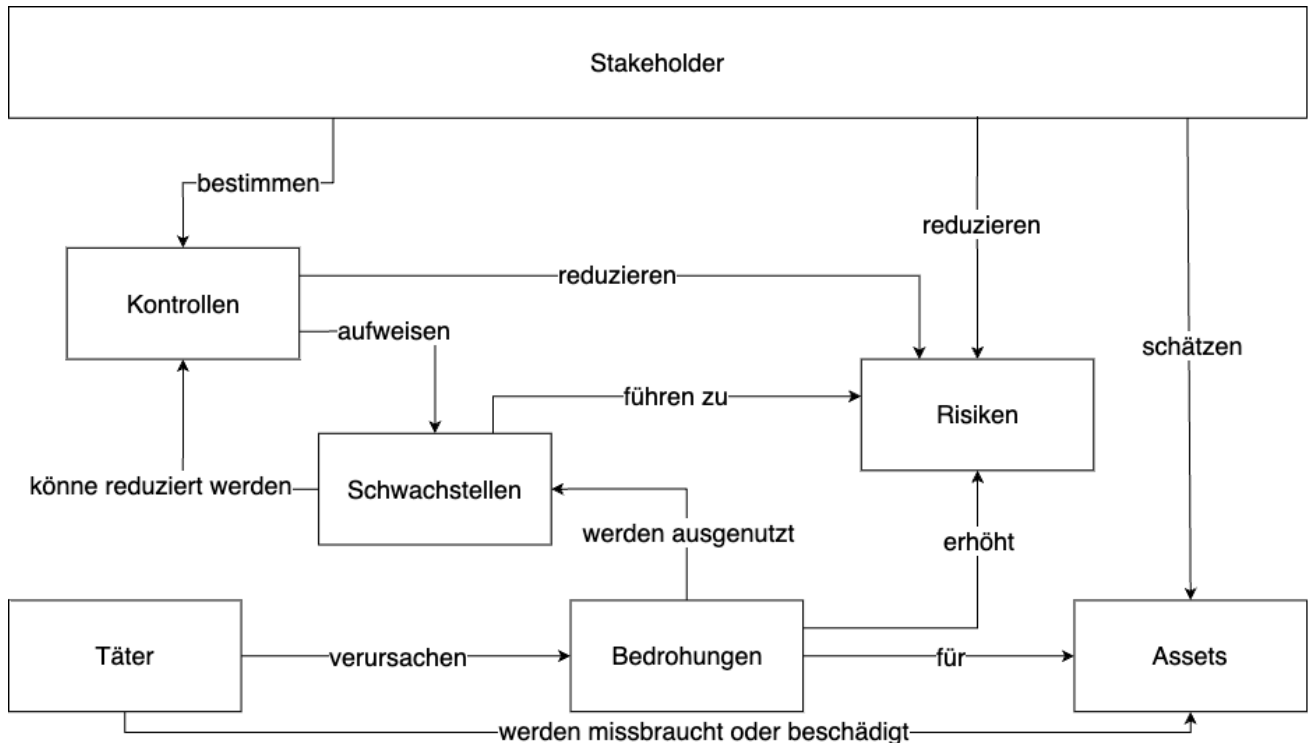 Stakeholder
bestimmen
reduzieren
Kontrollen
reduzieren
aufweisen
schätzen
führen zu
Risiken
könne reduziert werden
Schwachstellen
werden ausgenutzt
erhöht
Täter
verursachen
Bedrohungen
für
Assets
werden missbraucht oder beschädigt